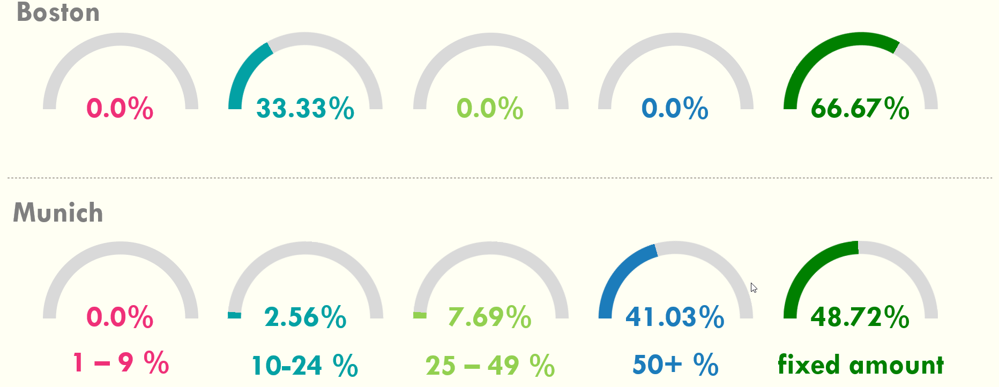 Boston
0.0% 33.33% 0.0% 0.0% 66.67%
Munich
0.0% 2.56% 7.69% 41.03% 48.72%
1 – 9 % 10-24 % 25 – 49 % 50+ % fixed amount